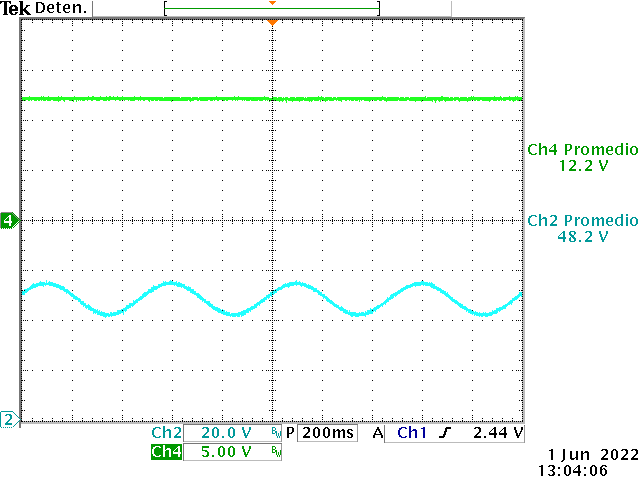 Tek Deten.
Ch4 Promedio
12.2 V
4
Ch2 Promedio
48.2 V
2
Ch2 20.0 V BW P 200ms A Ch1 2.44 V
Ch4 5.00 V BW
1 Jun 2022
13:04:06